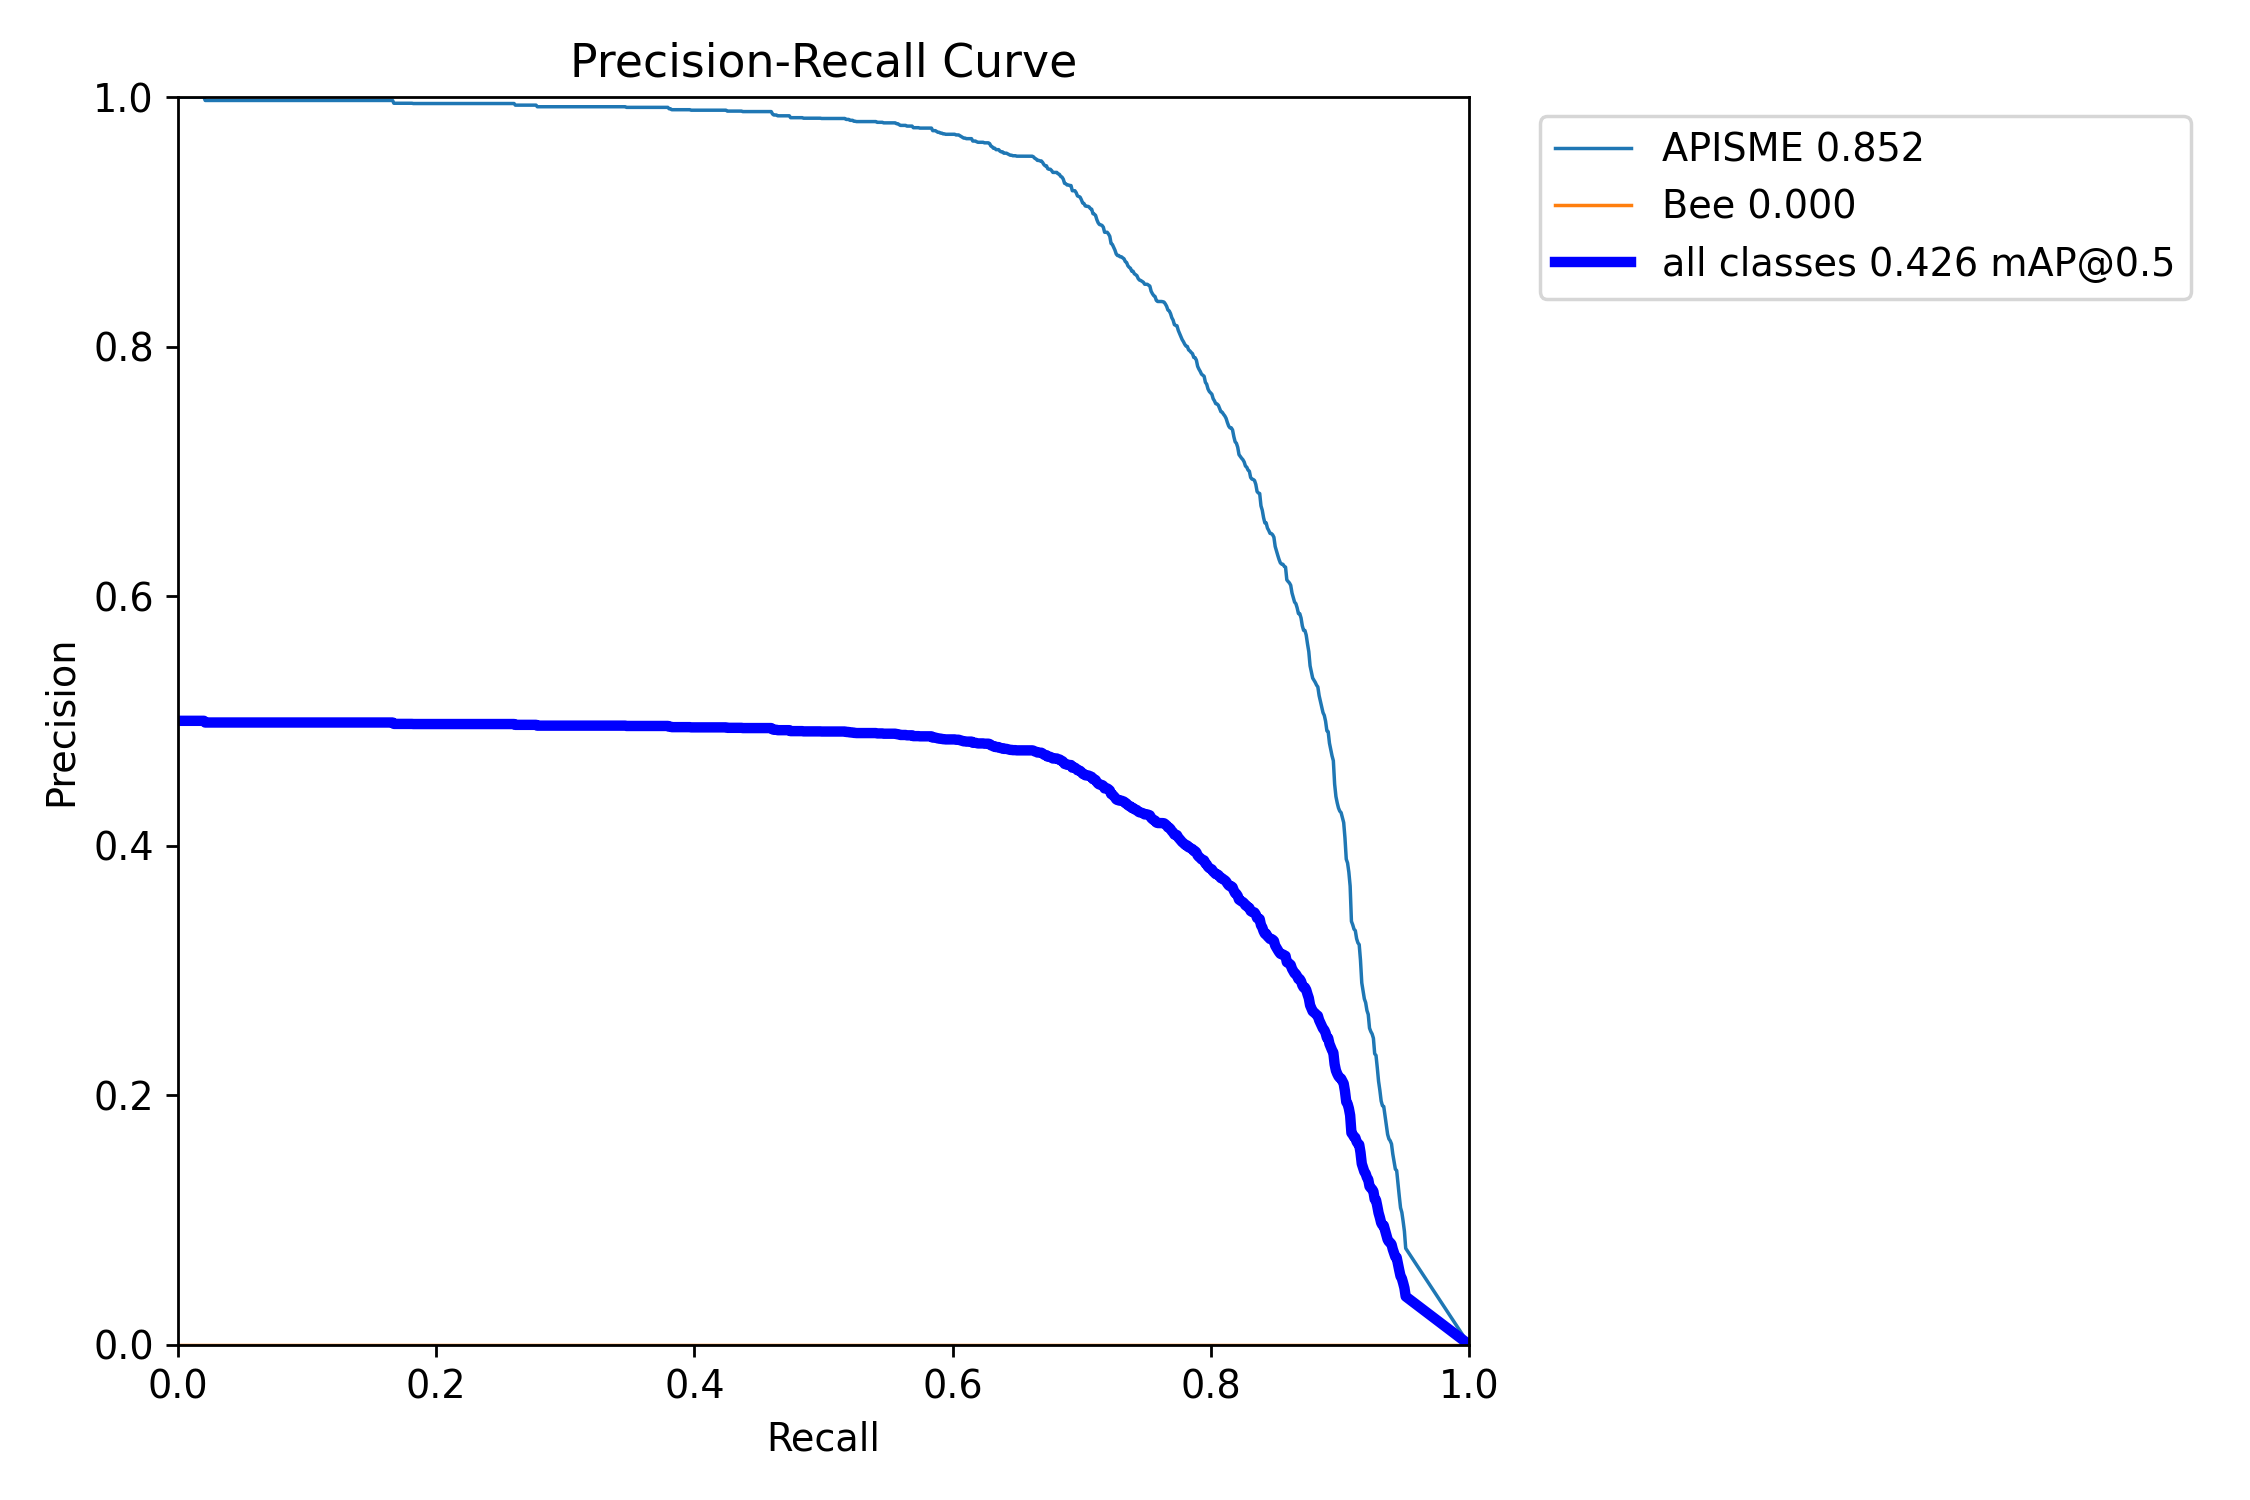 Precision-Recall Curve
1.0
0.8
0.6
0.4
0.2
0.0
Precision
0.0 0.2 0.4 0.6 0.8 1.0
Recall
APISME 0.852
Bee 0.000
all classes 0.426 mAP@0.5